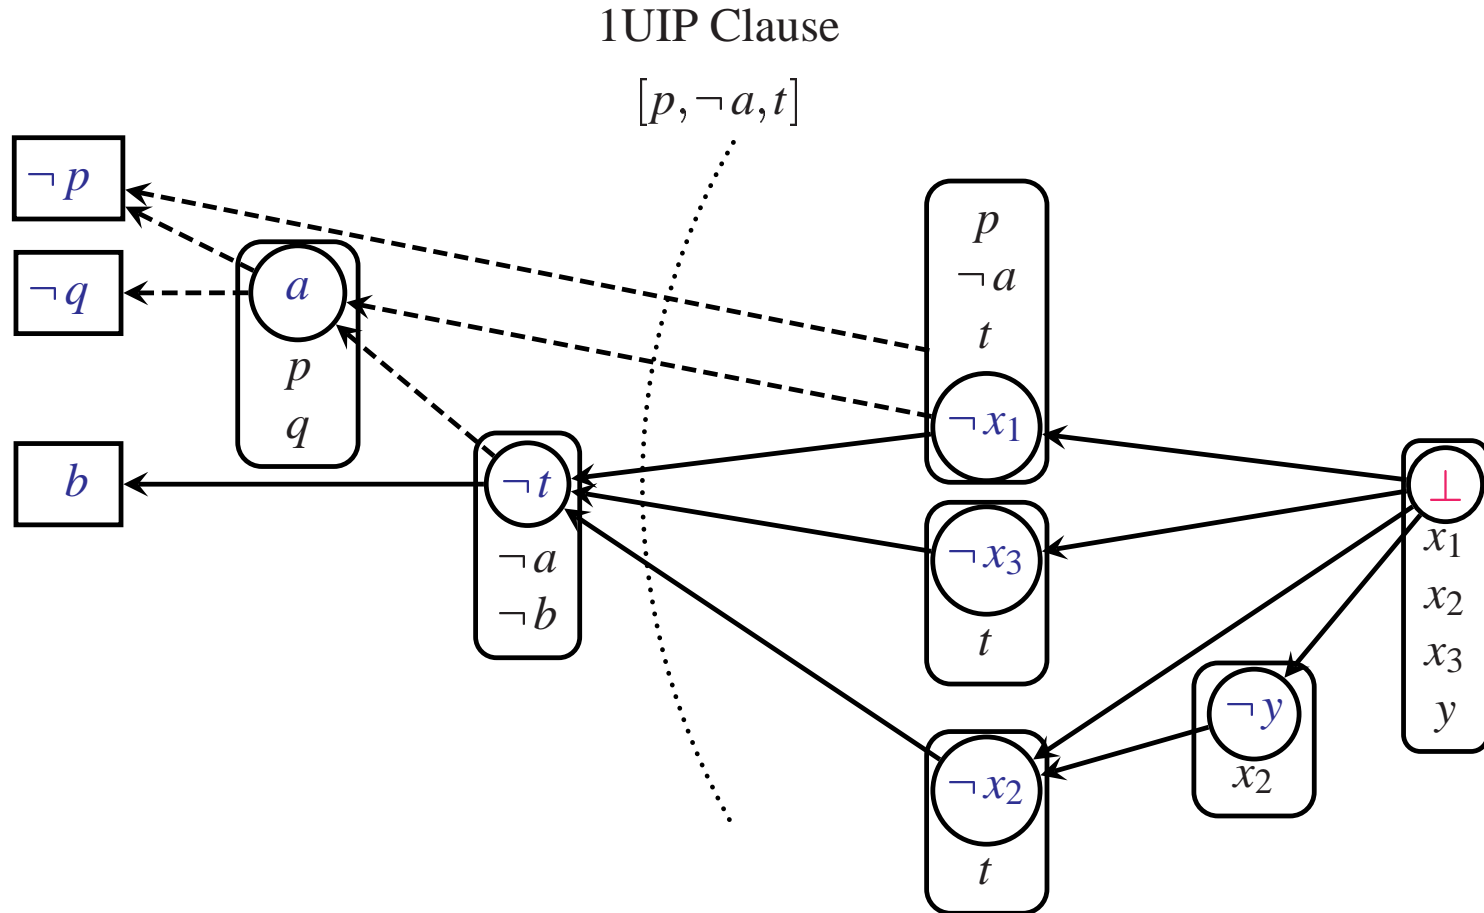 1UIP Clause
[p, ¬ a, t]
¬ p
¬ q
b
a
p
q
¬ t
¬ a
¬ b
p
¬ a
t
¬ x₁
¬ x₃
t
¬ x₂
t
¬ y
x₂
⊥
x₁
x₂
x₃
y